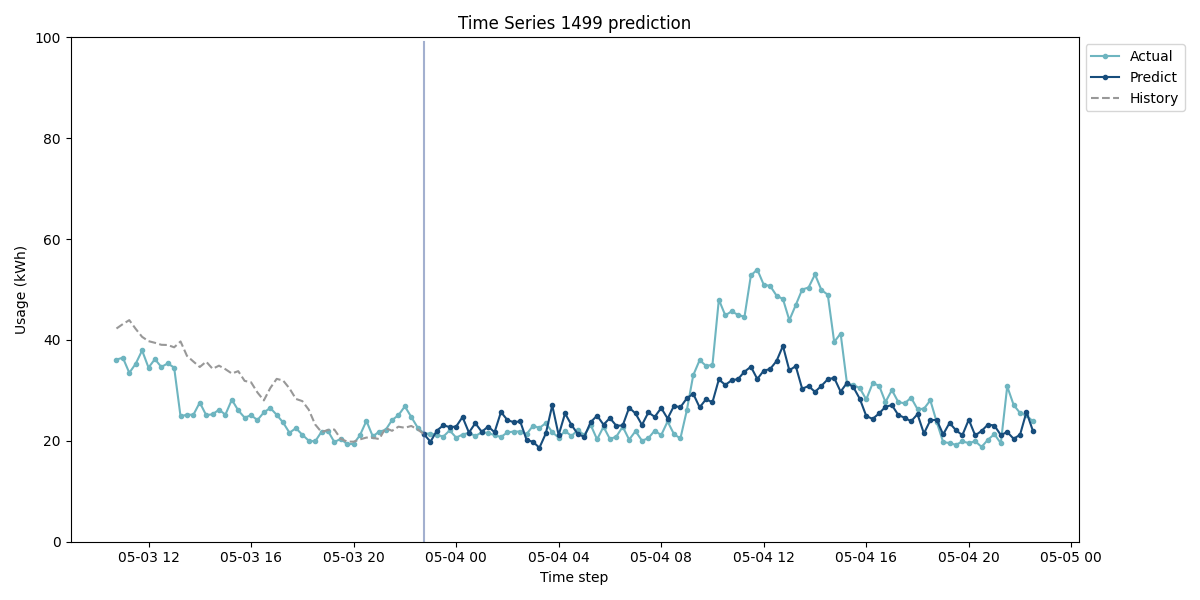 Time Series 1499 prediction
Usage (kWh)
100
80
60
40
20
0
05-03 12
05-03 16
05-03 20
05-04 00
05-04 04
05-04 08
05-04 12
05-04 16
05-04 20
05-05 00
Time step
Actual
Predict
History